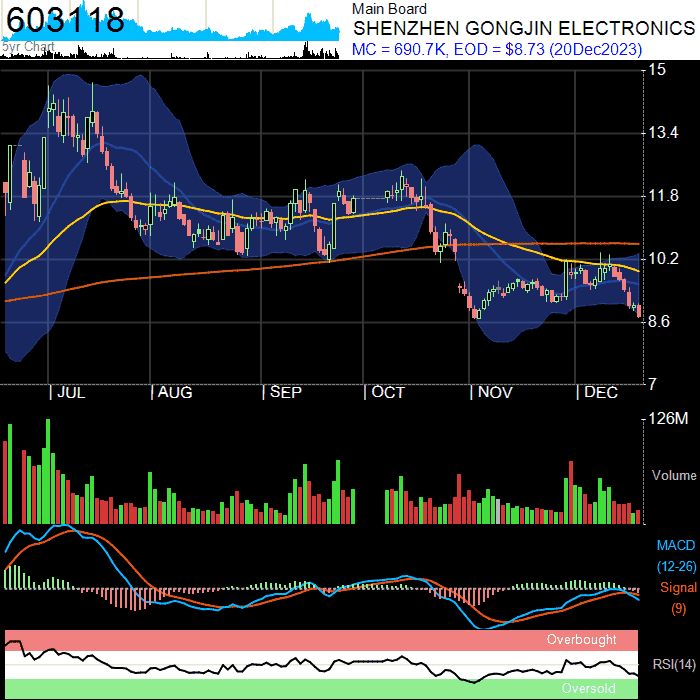 603118
5yr Chart
Main Board
SHENZHEN GONGJIN ELECTRONICS
MC = 690.7K, EOD = $8.73 (20Dec2023)
15
13.4
11.8
10.2
8.6
7
JUL
AUG
SEP
OCT
NOV
DEC
126M
Volume
MACD
(12-26)
Signal
(9)
Overbought
RSI(14)
Oversold